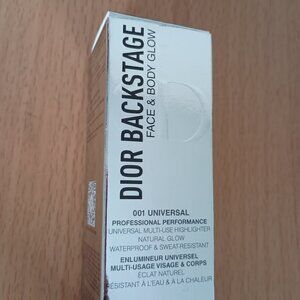 DIOR BACKSTAGE
FACE & BODY GLOW
001 UNIVERSAL
PROFESSIONAL PERFORMANCE
UNIVERSAL MULTI-USE HIGHLIGHTER
NATURAL GLOW
WATERPROOF & SWEAT-RESISTANT
ENLUMINEUR UNIVERSEL
MULTI-USAGE VISAGE & CORPS
ÉCLAT NATUREL
RÉSISTANT À L'EAU & À LA CHALEUR